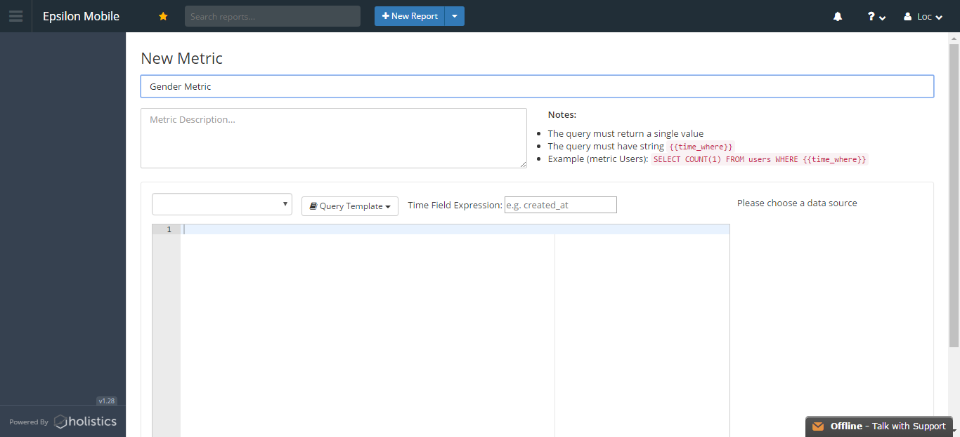 Epsilon Mobile
Search reports...
+ New Report
?
Loc
New Metric
Gender Metric
Metric Description...
Notes:
The query must return a single value
The query must have string {{time_where}}
Example (metric Users): SELECT COUNT(1) FROM users WHERE {{time_where}}
Query Template
Time Field Expression: e.g. created_at
Please choose a data source
1
v1.28
Powered By holistics
Offline - Talk with Support